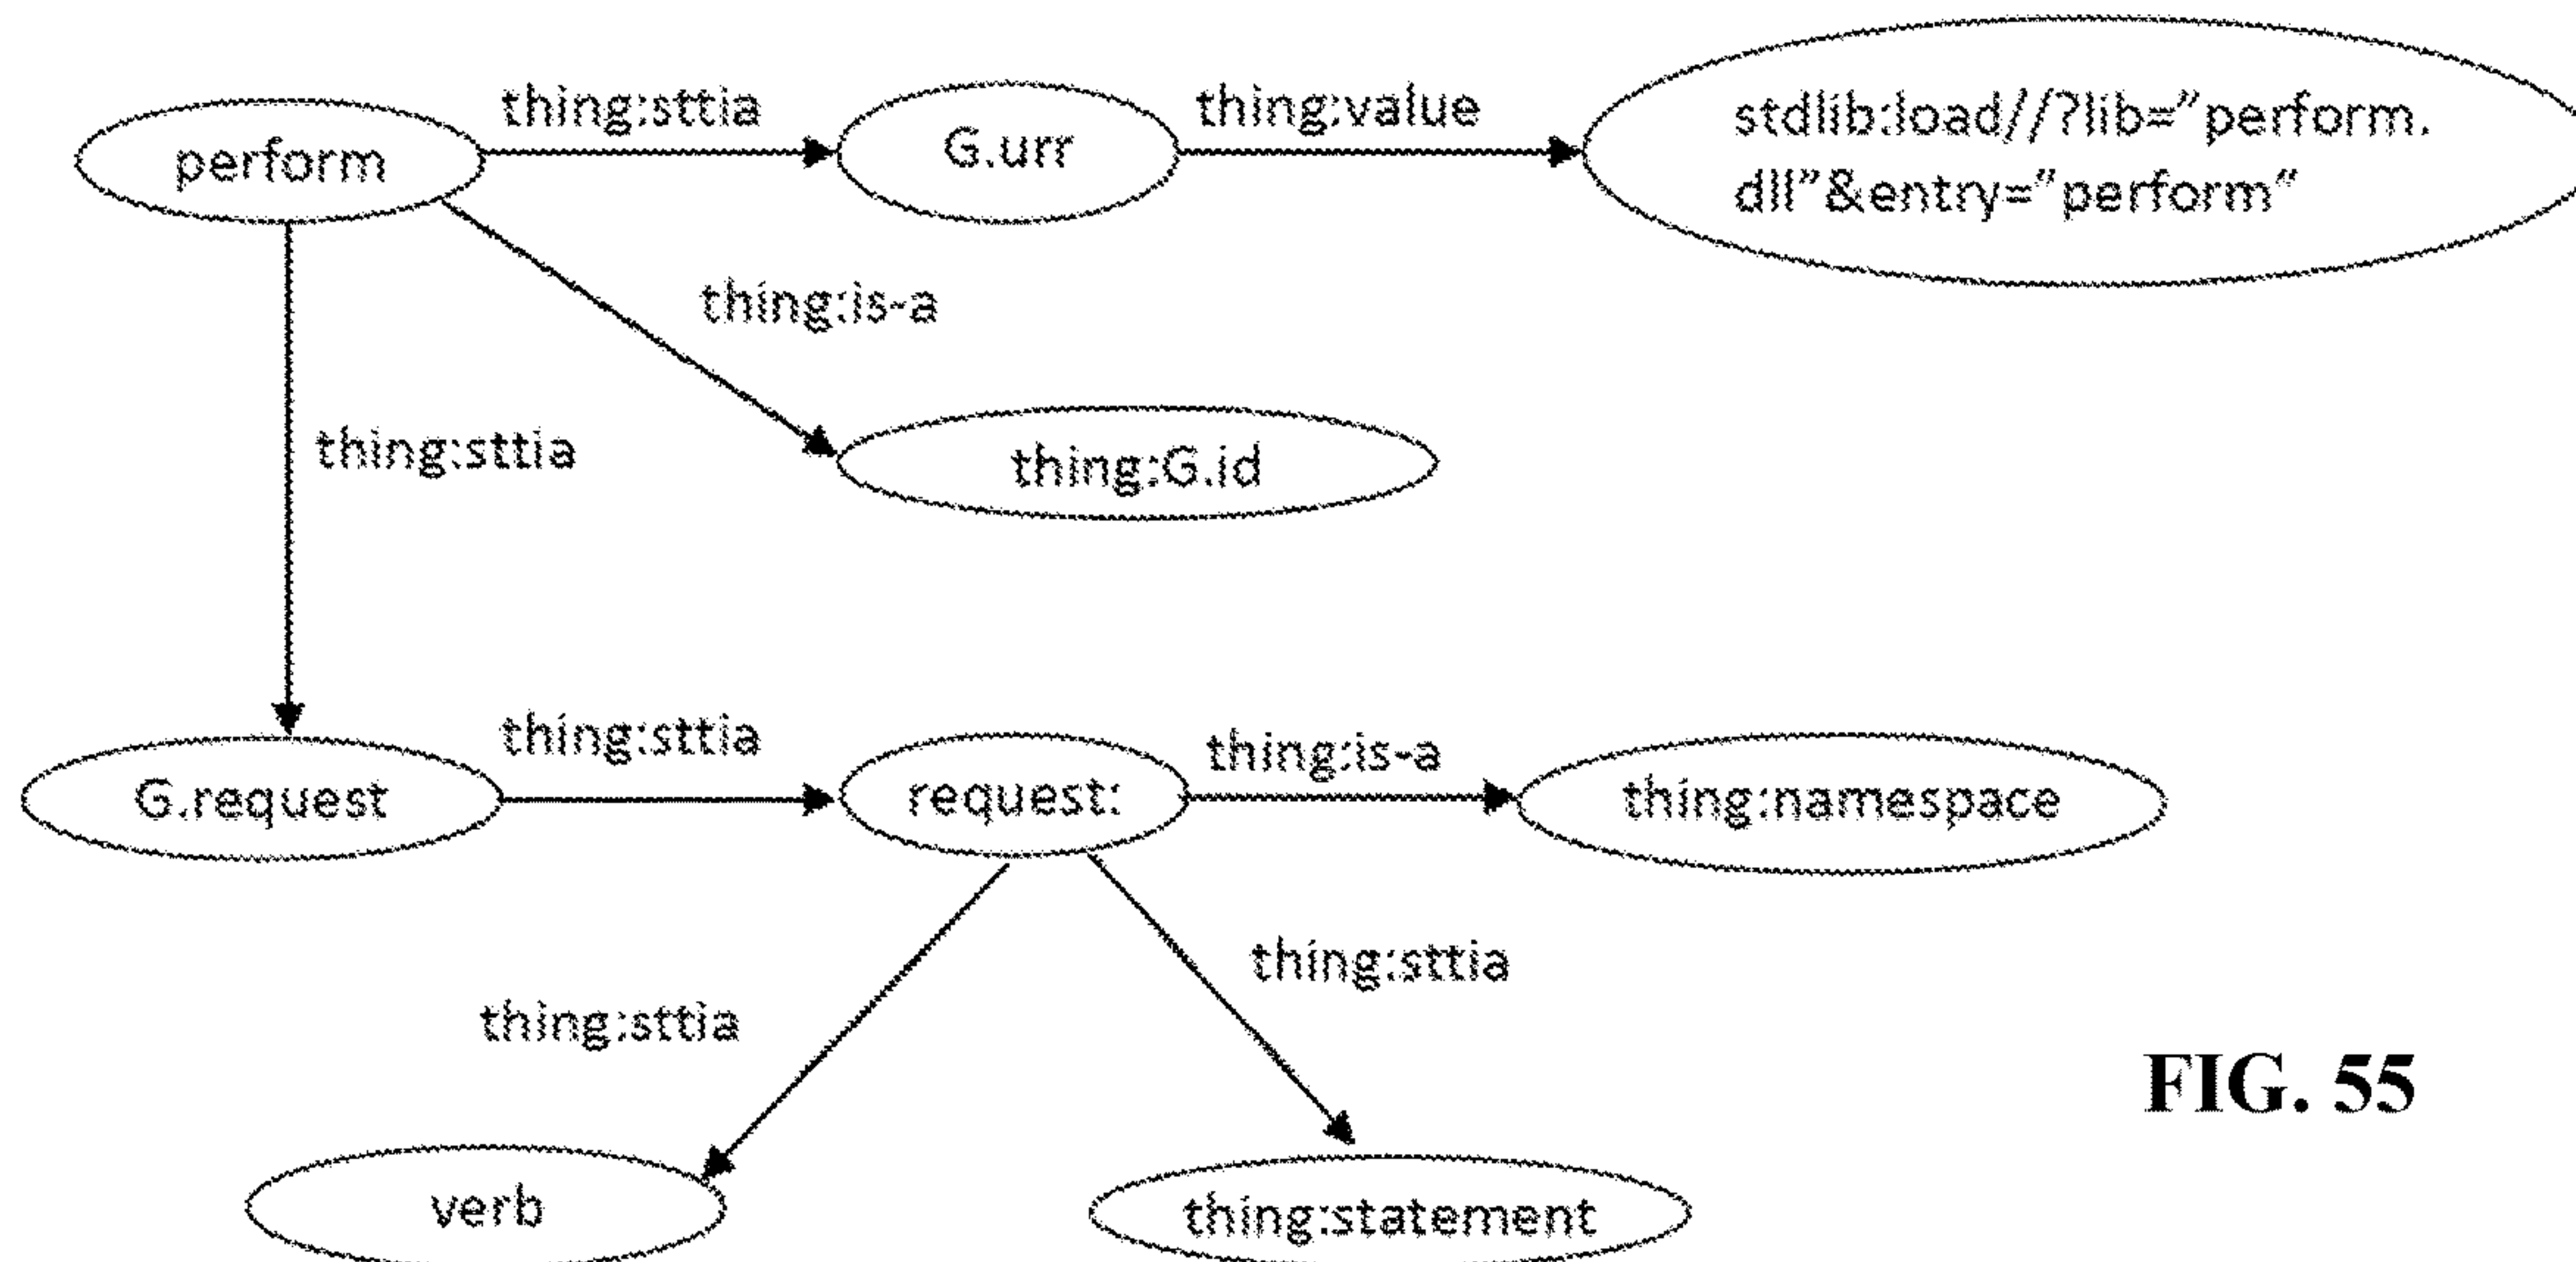 thing:sttia
thing:value
perform
G.urr
stdlib:load//?lib=”perform.
dll”&entry=”perform“
thing:is-a
thing:sttia
thing:G.id
thing:sttia
thing:is-a
G.request
request:
thing:namespace
thing:sttia
thing:sttia
FIG. 55
verb
thing:statement